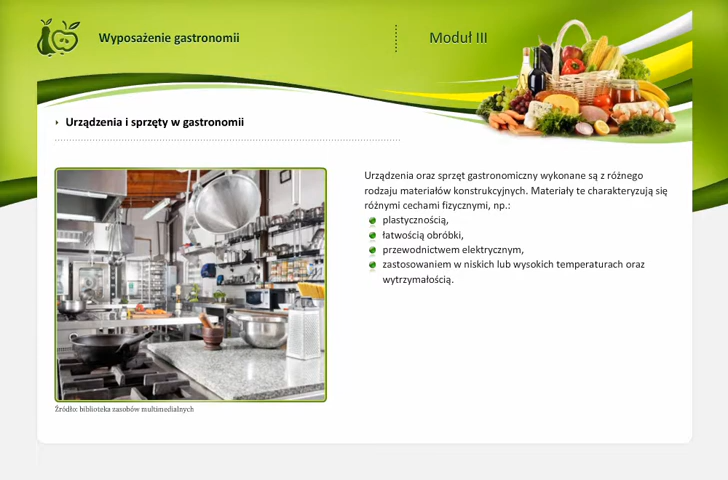 Wyposażenie gastronomii
Moduł III
Urządzenia i sprzęty w gastronomii
Urządzenia oraz sprzęt gastronomiczny wykonane są z różnego
rodzaju materiałów konstrukcyjnych. Materiały te charakteryzują się
różnymi cechami fizycznymi, np.:
plastycznością,
łatwością obróbki,
przewodnictwem elektrycznym,
zastosowaniem w niskich lub wysokich temperaturach oraz
wytrzymałością.
Źródło: biblioteka zasobów multimedialnych